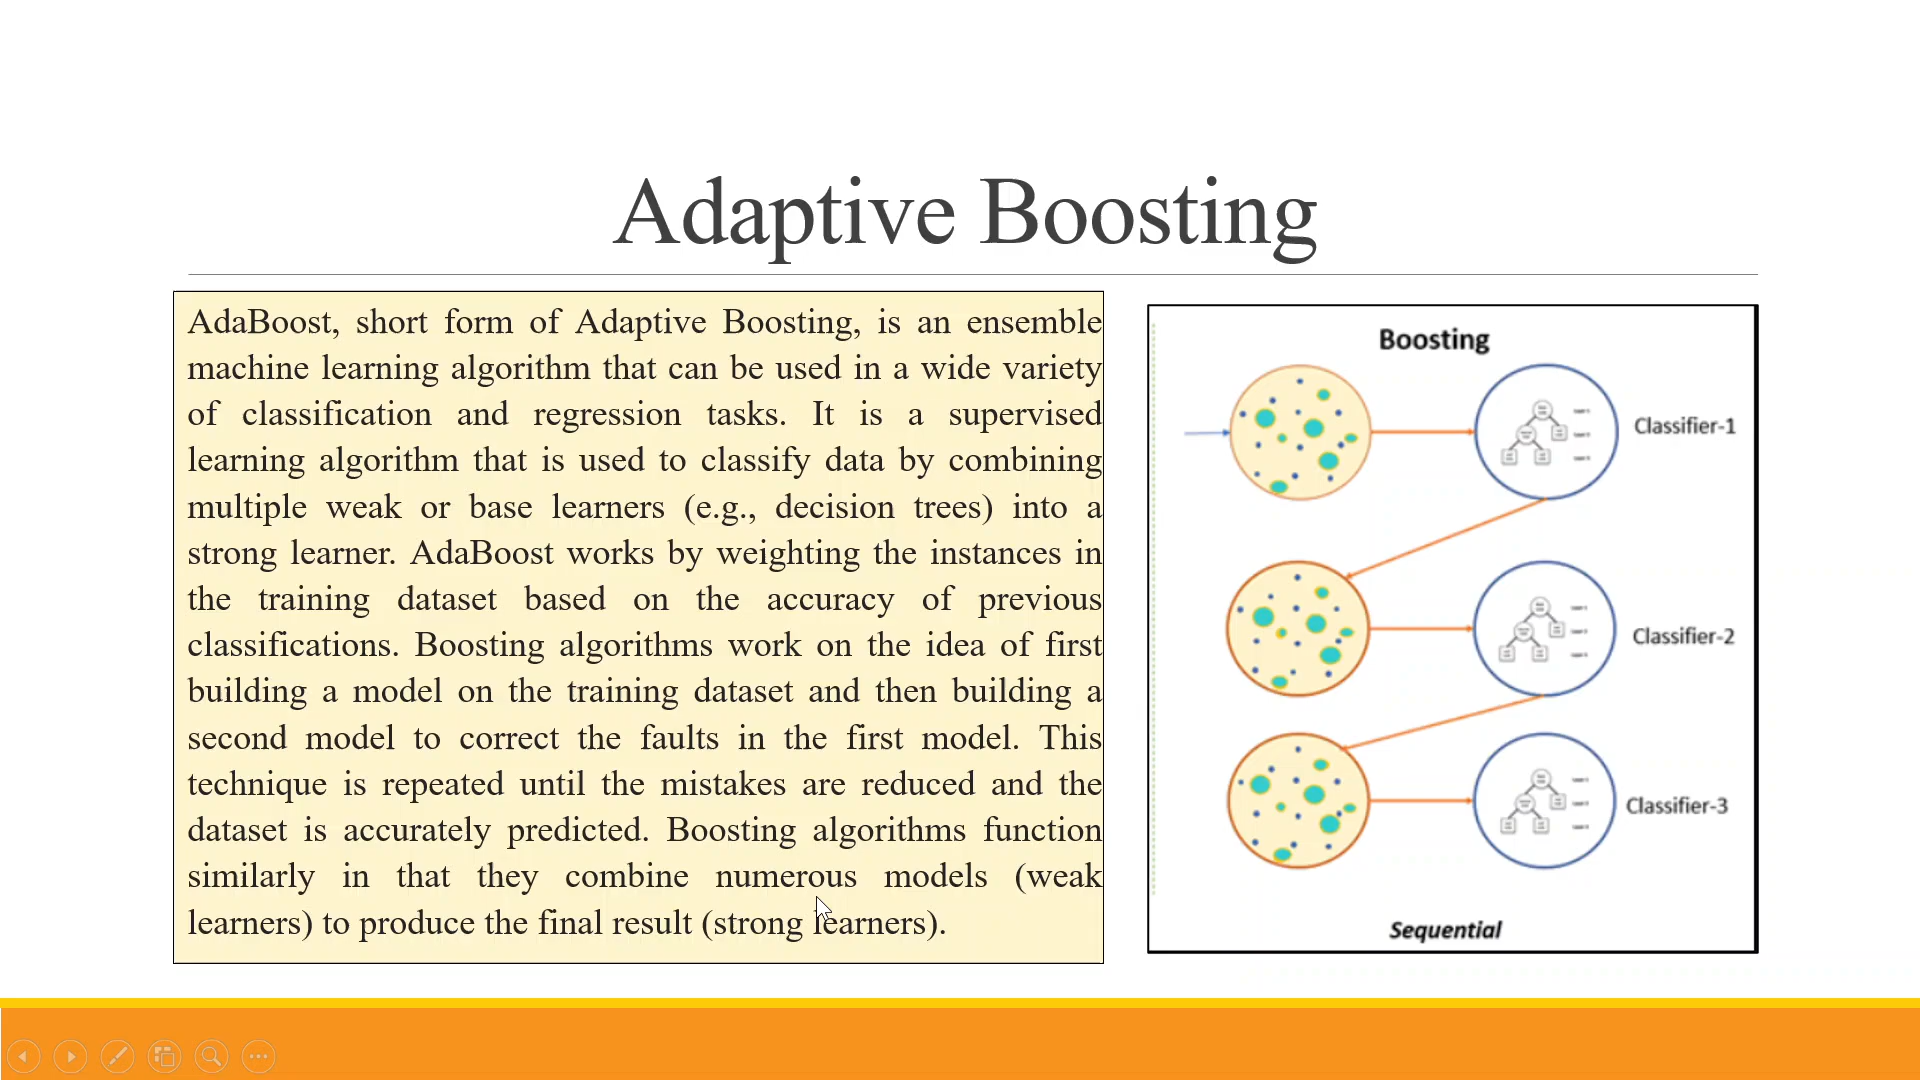 Adaptive Boosting
AdaBoost, short form of Adaptive Boosting, is an ensemble
machine learning algorithm that can be used in a wide variety
of classification and regression tasks. It is a supervised
learning algorithm that is used to classify data by combining
multiple weak or base learners (e.g., decision trees) into a
strong learner. AdaBoost works by weighting the instances in
the training dataset based on the accuracy of previous
classifications. Boosting algorithms work on the idea of first
building a model on the training dataset and then building a
second model to correct the faults in the first model. This
technique is repeated until the mistakes are reduced and the
dataset is accurately predicted. Boosting algorithms function
similarly in that they combine numerous models (weak
learners) to produce the final result (strong learners).
Boosting
Classifier-1
Classifier-2
Classifier-3
Sequential